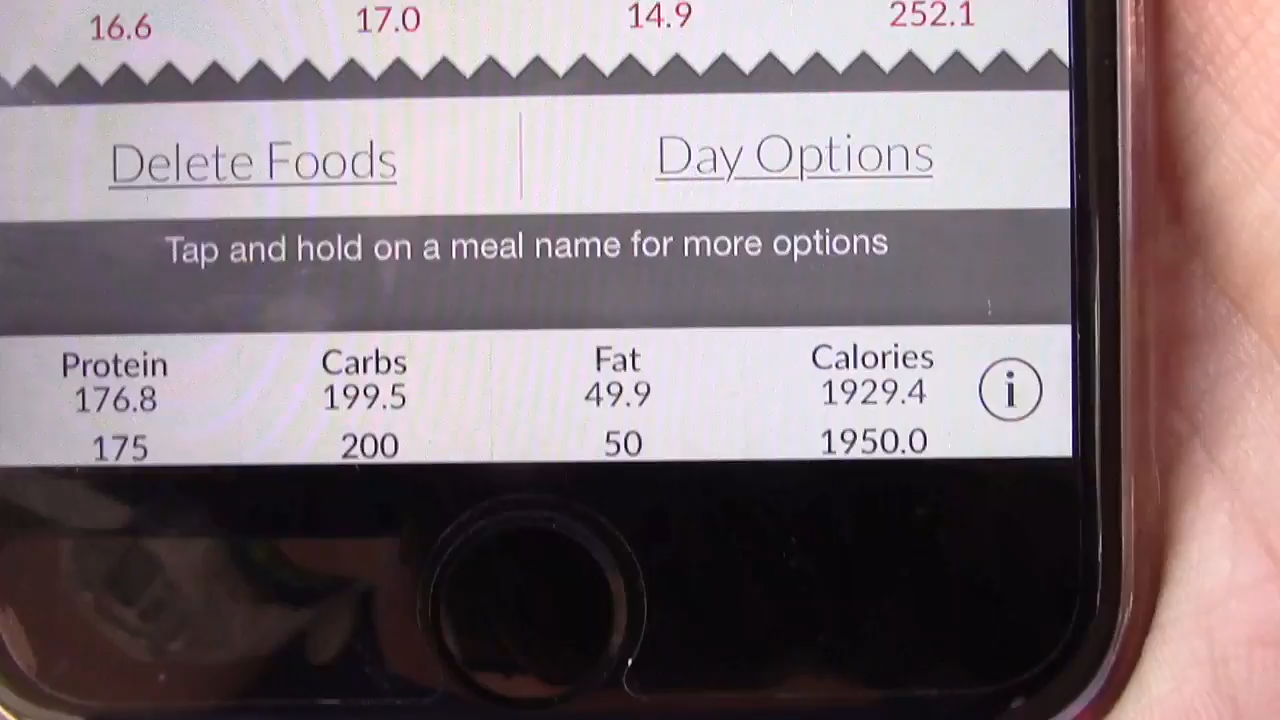 16.6 17.0 14.9 252.1
Delete Foods Day Options
Tap and hold on a meal name for more options
Protein Carbs Fat Calories
176.8 199.5 49.9 1929.4 i
175 200 50 1950.0